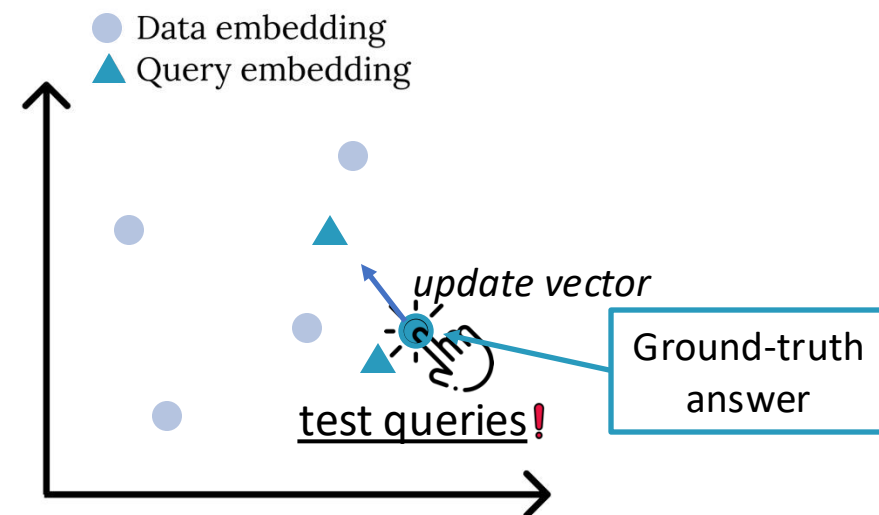 Data embedding
Query embedding
update vector
Ground-truth
answer
test queries❗